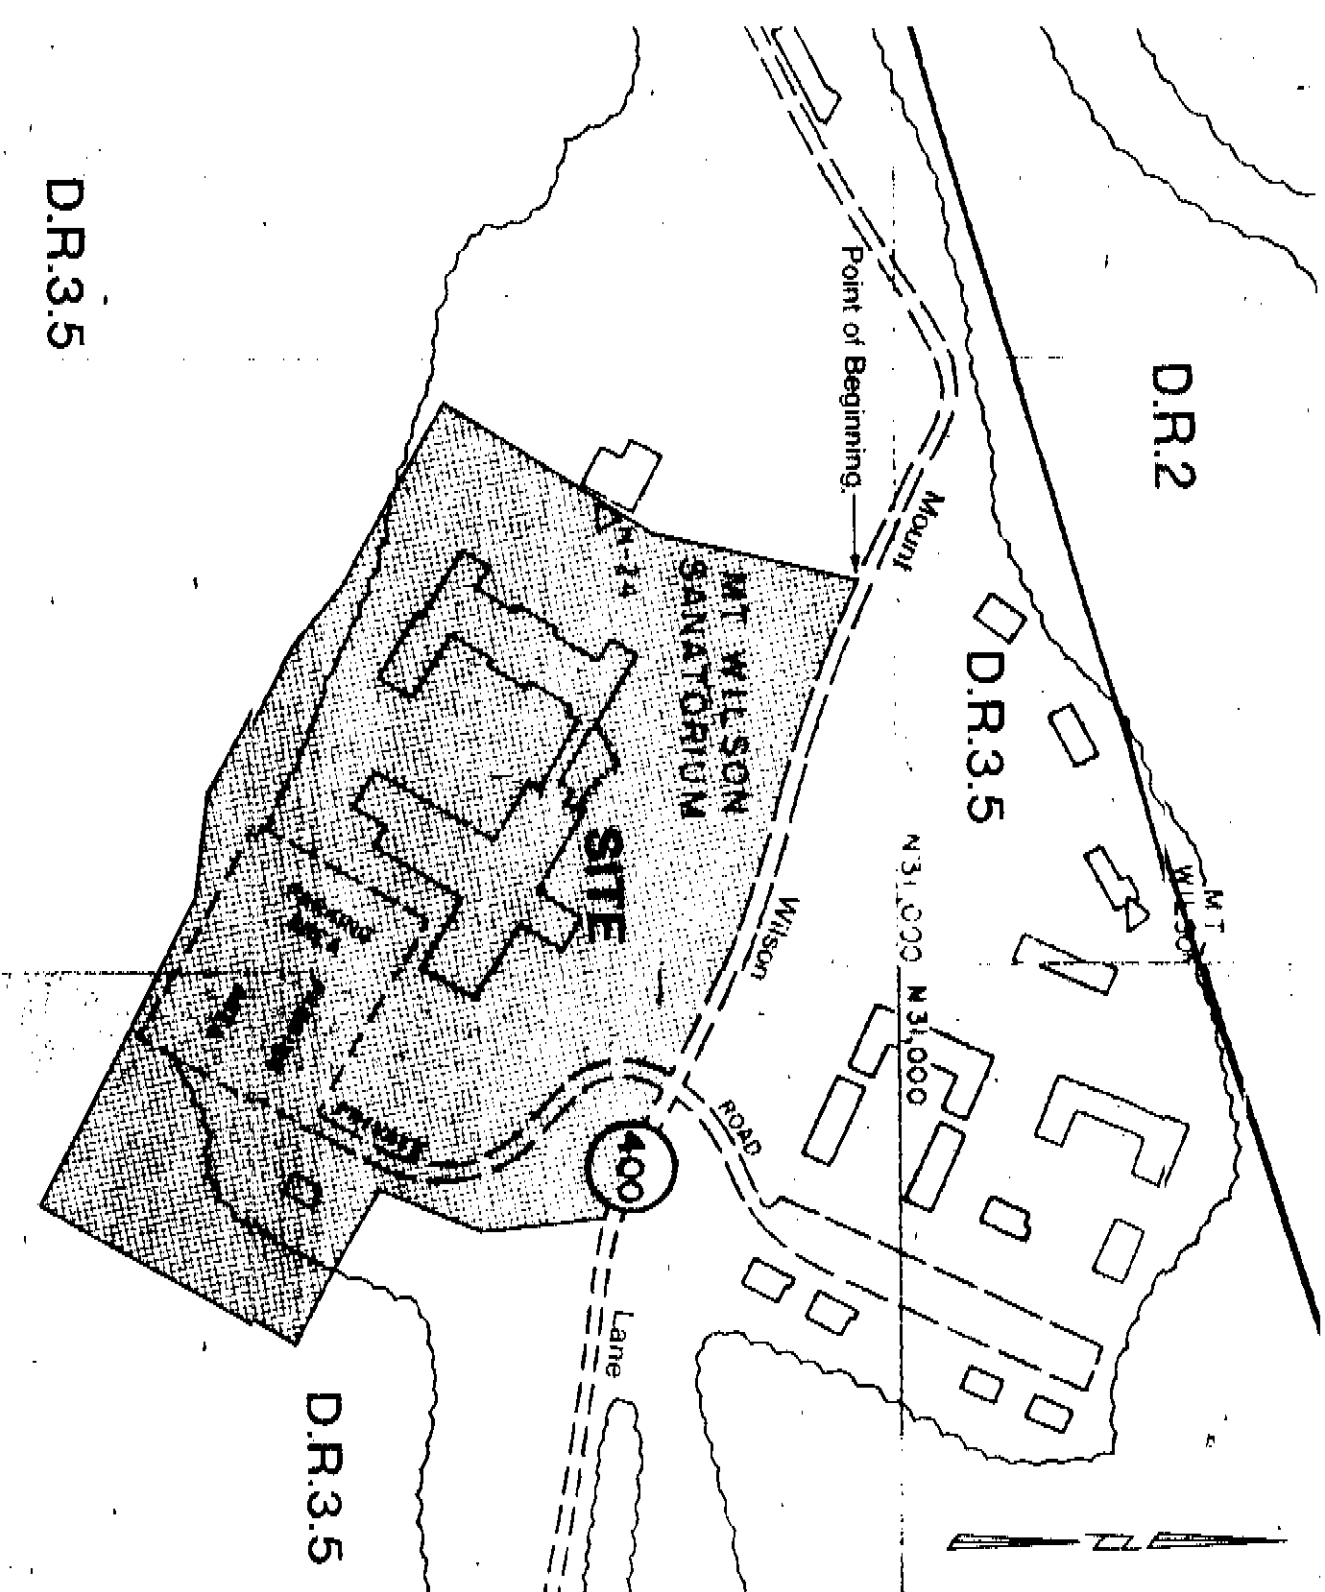 D.R.2
MT
WILSON
D.R.3.5
N 31,000
N 31,000
Mount
Point of Beginning
Wilson
ROAD
MT WILSON
SANATORIUM
SITE
400
Lane
D.R.3.5
D.R.3.5
N